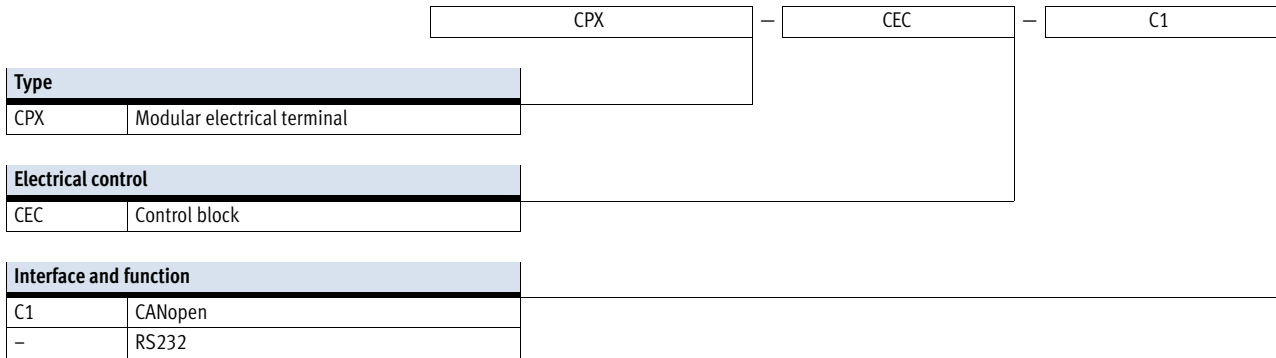 CPX – CEC – C1
Type
CPX Modular electrical terminal
Electrical control
CEC Control block
Interface and function
C1 CANopen
– RS232